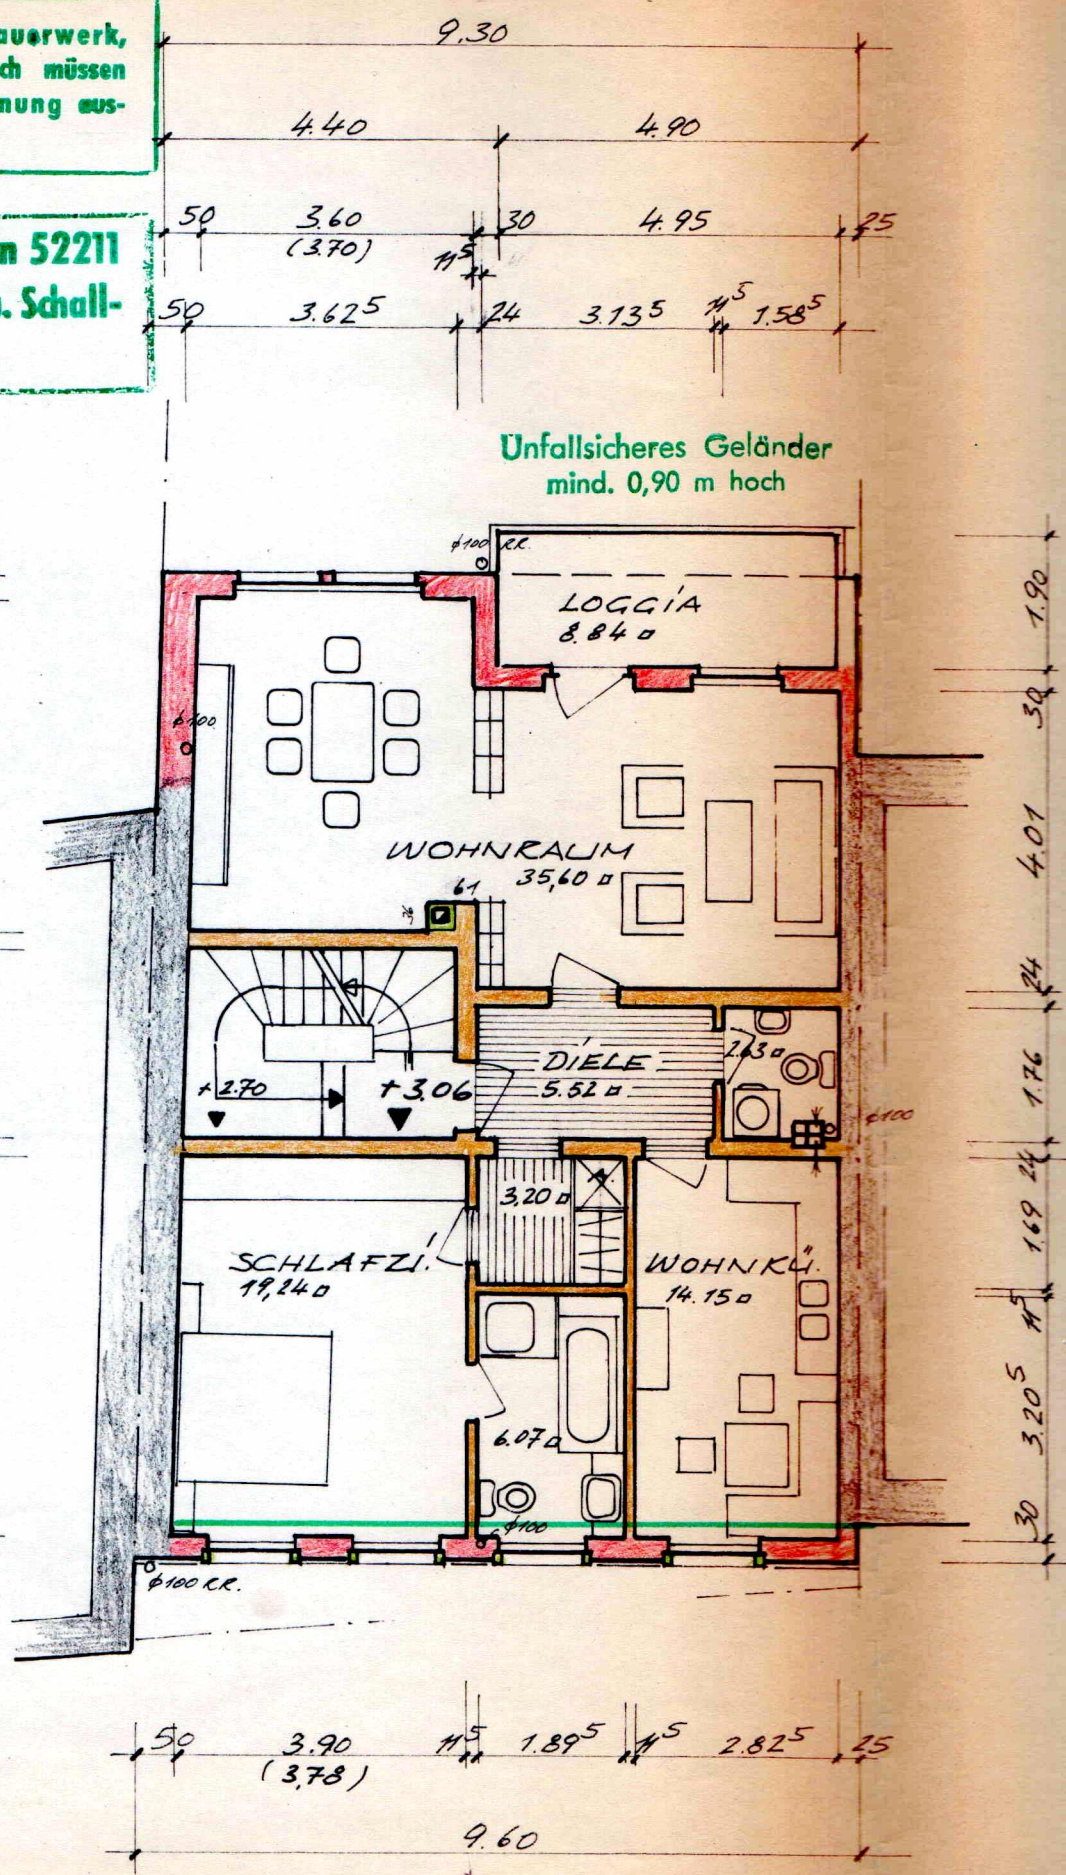 auerwerk,
ch müssen
nung aus-
n 52211
. Schall-
9.30
4.40 4.90
50 3.60 30 4.95 25
(3.70) 11⁵
50 3.62⁵ 24 3.13⁵ 11⁵ 1.58⁵
Unfallsicheres Geländer
mind. 0,90 m hoch
φ100 RR.
LOGGIA
8.84 □
φ100
WOHNRAUM
35,60 □
61
DIELE
5.52 □
2.63 □
+ 2.70
+ 3.06
φ100
3,20 □
SCHLAFZI.
19,24 □
WOHNKÜ.
14.15 □
6.07 □
φ100
φ100 RR.
1.90
30
4.01
24
1.76
24
1.69
11⁵
3.20⁵
30
50 3.90 11⁵ 1.89⁵ 11⁵ 2.82⁵ 25
(3,78)
9.60